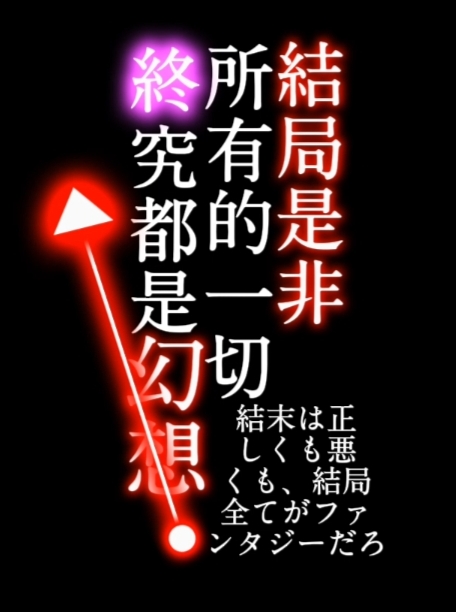 結局是非
所有的一切
終究都是幻想
結末は正
しくも悪
くも、結局
全てがファ
ンタジーだろ